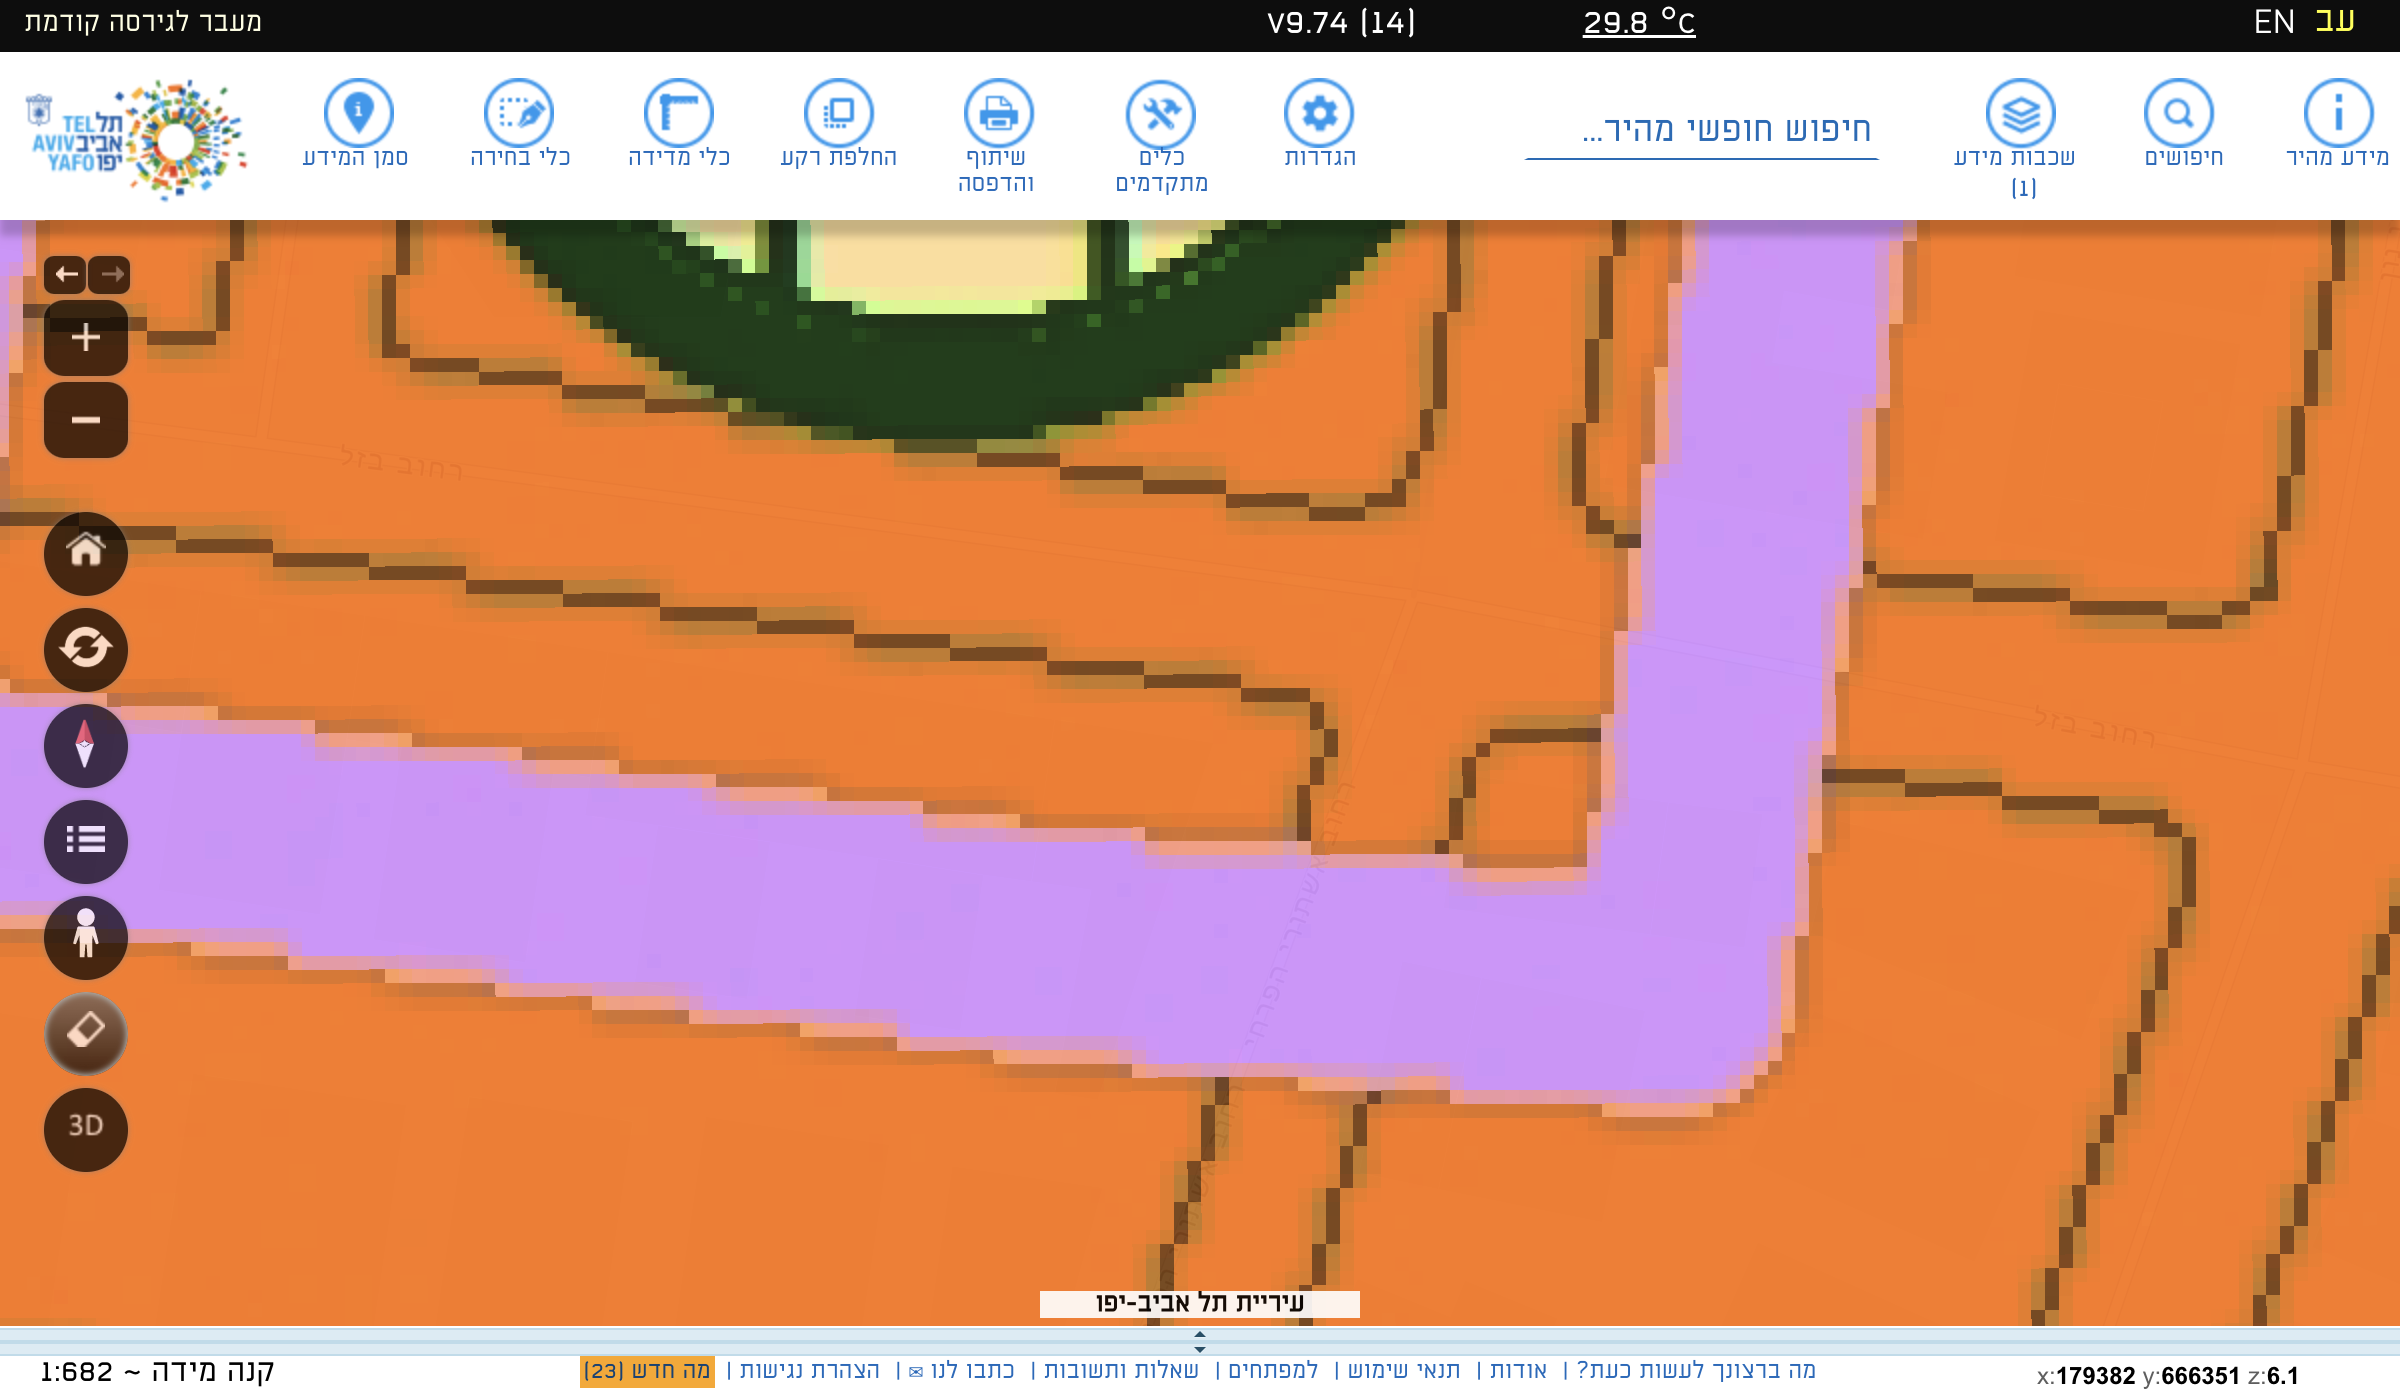 עב EN
29.8 °C
V9.74 (14)
מעבר לגירסה קודמת
מידע מהיר
חיפושים
שכבות מידע
(1)
חיפוש חופשי מהיר...
הגדרות
כלים
מתקדמים
שיתוף
והדפסה
החלפת רקע
כלי מדידה
כלי בחירה
סמן המידע
תל TEL
אביב AVIV
יפו YAFO
רחוב בזל
רחוב בזל
רחוב אשתורי הפרחי
רחוב אשתורי
3D
עיריית תל אביב-יפו
מה ברצונך לעשות כעת? | אודות | תנאי שימוש | למפתחים | שאלות ותשובות | כתבו לנו ✉ | הצהרת נגישות | מה חדש (23)
קנה מידה ~ 1:682
x:179382 y:666351 z:6.1